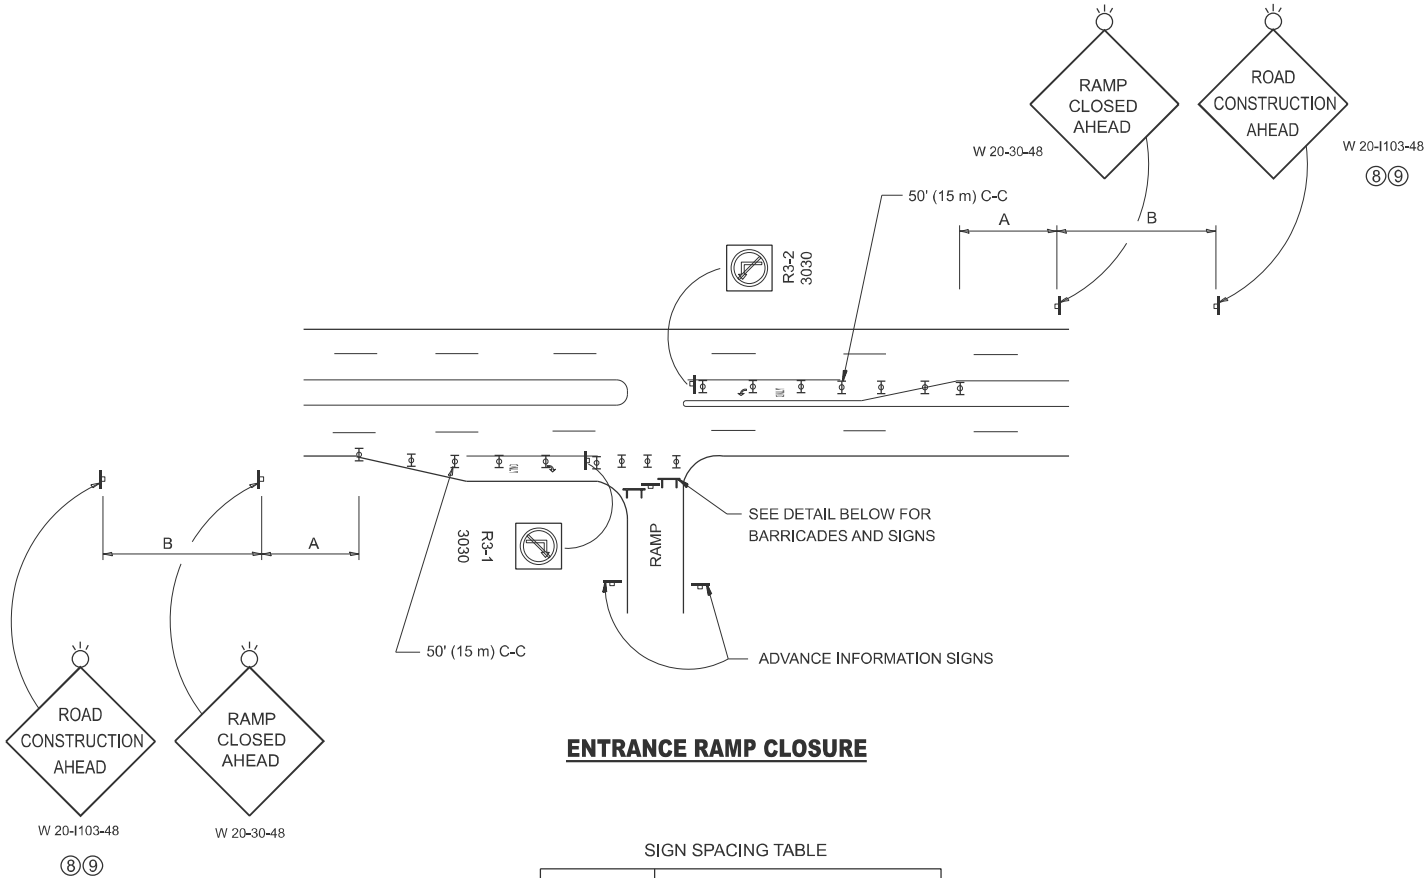 RAMP
CLOSED
AHEAD
W 20-30-48
ROAD
CONSTRUCTION
AHEAD
W 20-I103-48
⑧⑨
50' (15 m) C-C
A
B
R3-2
3030
ONLY
ONLY
B
A
R3-1
3030
RAMP
SEE DETAIL BELOW FOR
BARRICADES AND SIGNS
50' (15 m) C-C
ADVANCE INFORMATION SIGNS
ROAD
CONSTRUCTION
AHEAD
W 20-I103-48
⑧⑨
RAMP
CLOSED
AHEAD
W 20-30-48
ENTRANCE RAMP CLOSURE
SIGN SPACING TABLE